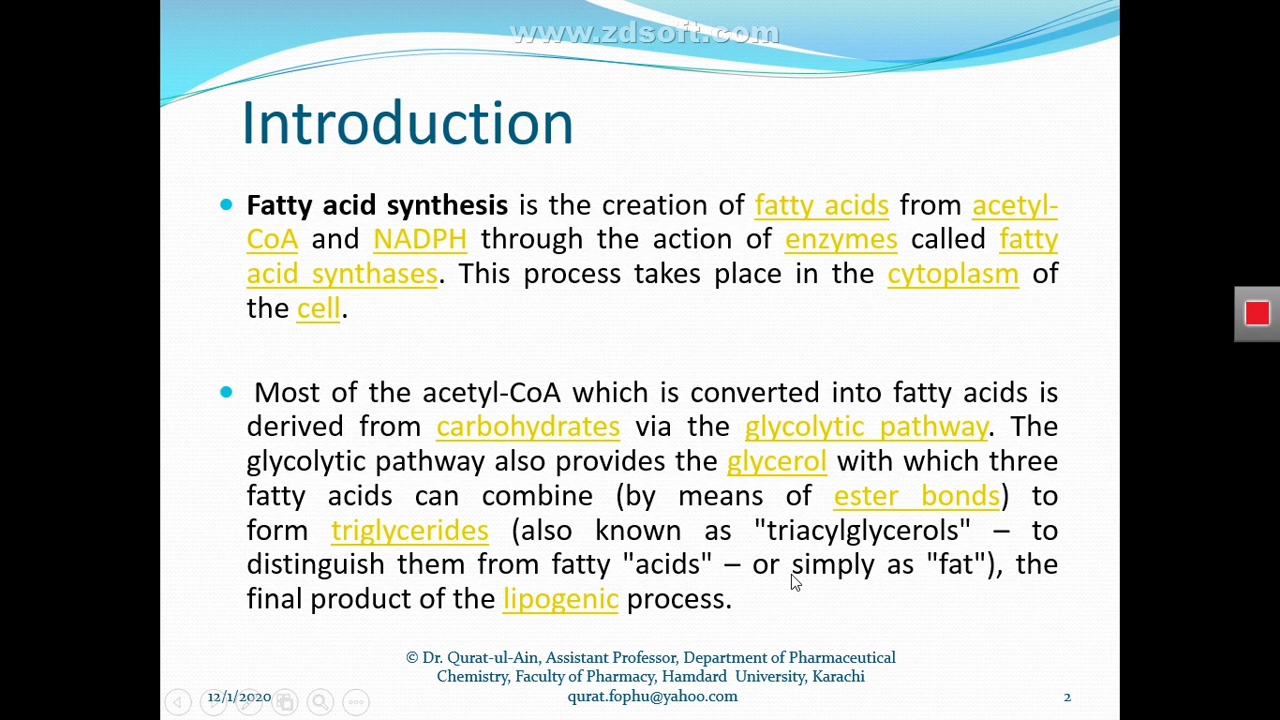 www.zdsoft.com
Introduction
• Fatty acid synthesis is the creation of fatty acids from acetyl-
CoA and NADPH through the action of enzymes called fatty
acid synthases. This process takes place in the cytoplasm of
the cell.
• Most of the acetyl-CoA which is converted into fatty acids is
derived from carbohydrates via the glycolytic pathway. The
glycolytic pathway also provides the glycerol with which three
fatty acids can combine (by means of ester bonds) to
form triglycerides (also known as "triacylglycerols" – to
distinguish them from fatty "acids" – or simply as "fat"), the
final product of the lipogenic process.
© Dr. Qurat-ul-Ain, Assistant Professor, Department of Pharmaceutical
Chemistry, Faculty of Pharmacy, Hamdard University, Karachi
12/1/2020 qurat.fophu@yahoo.com 2